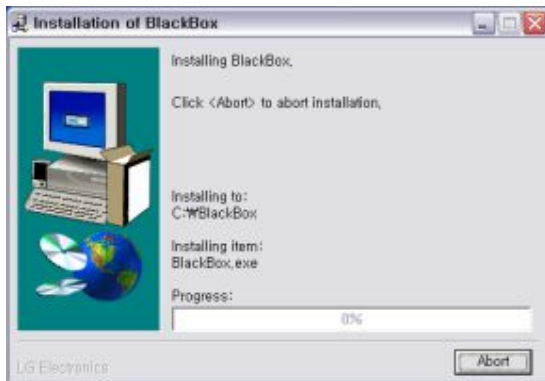 Installation of BlackBox
Installing BlackBox,
Click <Abort> to abort installation,
Installing to:
C:₩BlackBox
Installing item:
BlackBox,exe
Progress:
0%
LG Electronics
Abort